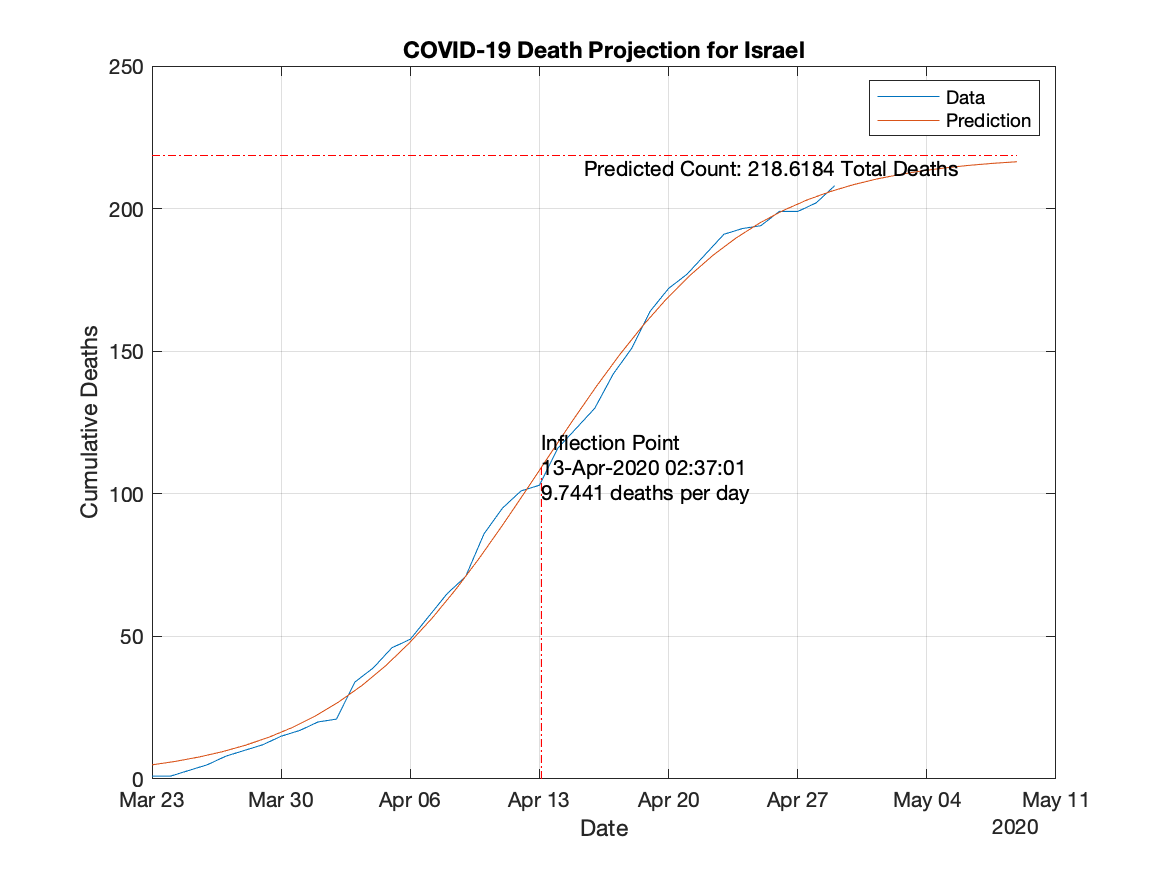 COVID-19 Death Projection for Israel
250
Data
Prediction
Predicted Count: 218.6184 Total Deaths
200
150
Cumulative Deaths
Inflection Point
13-Apr-2020 02:37:01
9.7441 deaths per day
100
50
0
Mar 23 Mar 30 Apr 06 Apr 13 Apr 20 Apr 27 May 04 May 11
Date
2020